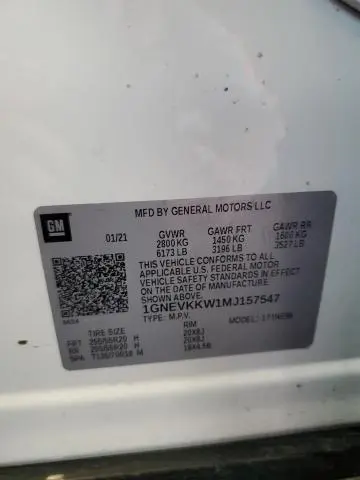 MFD BY GENERAL MOTORS LLC
GM
01/21
GVWR GAWR FRT GAWR RR
2800 KG 1450 KG 1600 KG
6173 LB 3196 LB 3527 LB
THIS VEHICLE CONFORMS TO ALL
APPLICABLE U.S. FEDERAL MOTOR
VEHICLE SAFETY STANDARDS IN
EFFECT ON THE DATE OF
MANUFACTURE SHOWN ABOVE.
1GNEVKKW1MJ157547
TYPE: M.P.V.
TIRE SIZE RIM
FRT 255/55R20 H 20X8J
RR 255/55R20 H 20X8J
SPA T135/70R18 M 18X4.5B